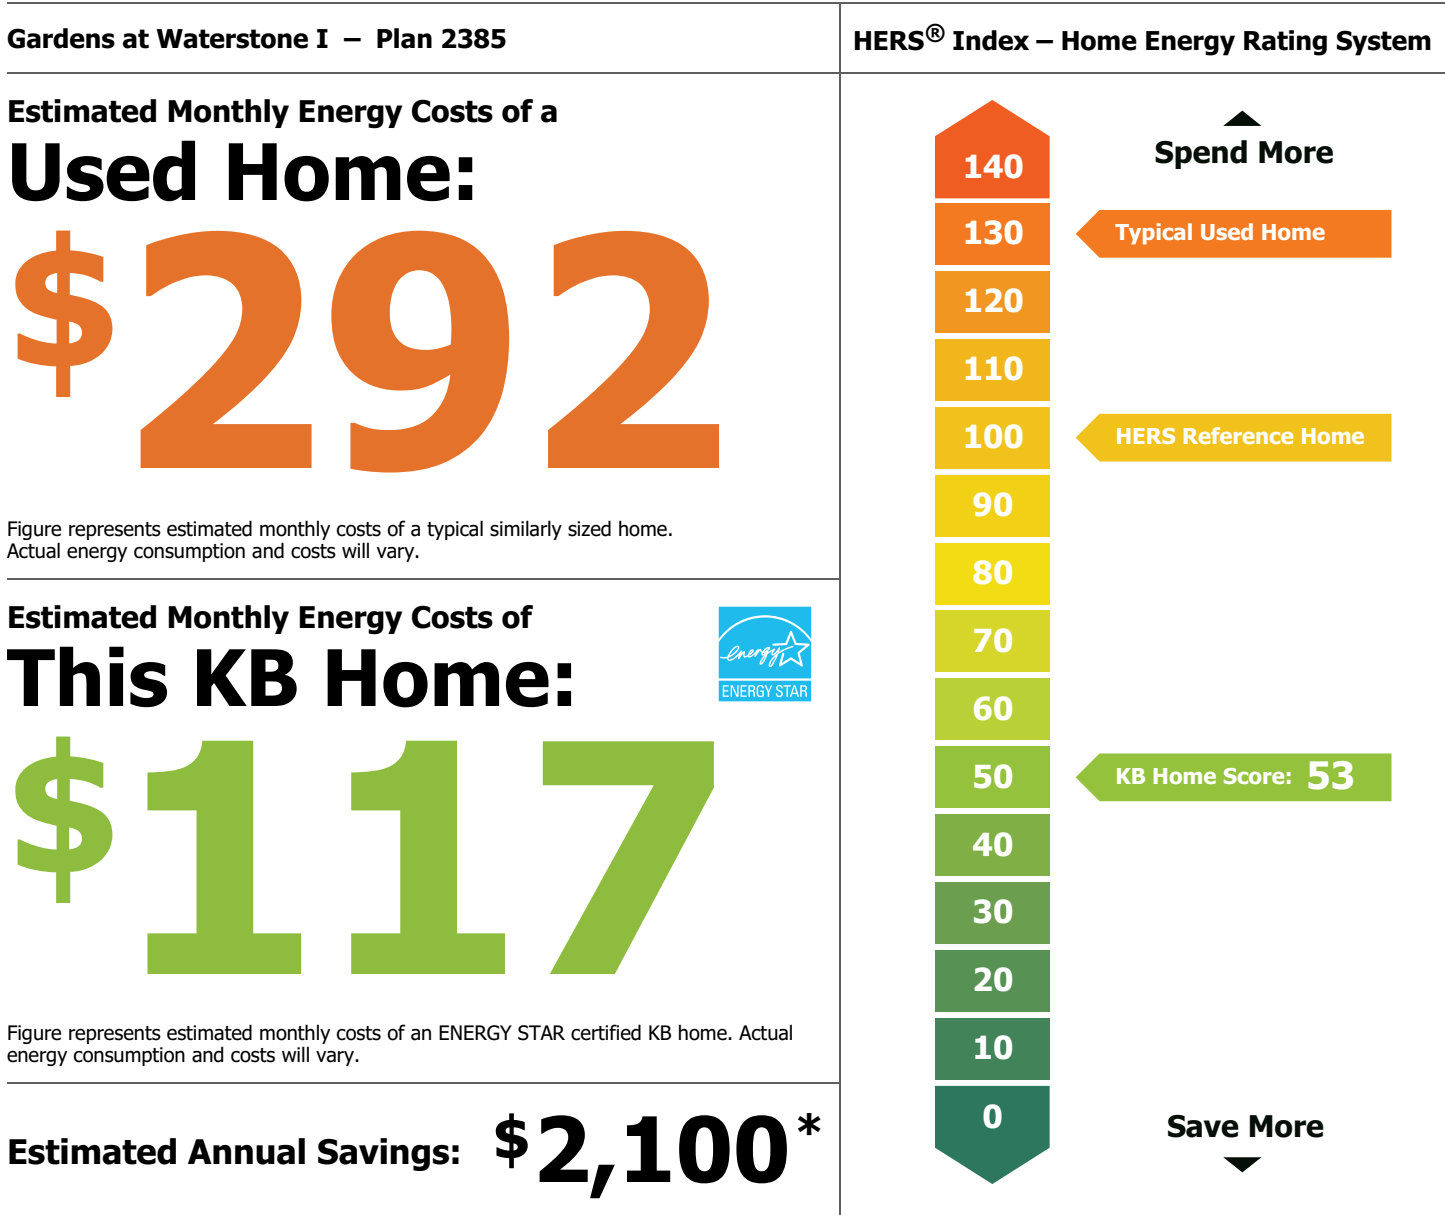 Gardens at Waterstone I – Plan 2385
Estimated Monthly Energy Costs of a
Used Home:
$292
Figure represents estimated monthly costs of a typical similarly sized home.
Actual energy consumption and costs will vary.
Estimated Monthly Energy Costs of
This KB Home:
energy
ENERGY STAR
$117
Figure represents estimated monthly costs of an ENERGY STAR certified KB home. Actual
energy consumption and costs will vary.
Estimated Annual Savings: $2,100*
HERS® Index – Home Energy Rating System
Spend More
140
130 Typical Used Home
120
110
100 HERS Reference Home
90
80
70
60
50 KB Home Score: 53
40
30
20
10
0
Save More